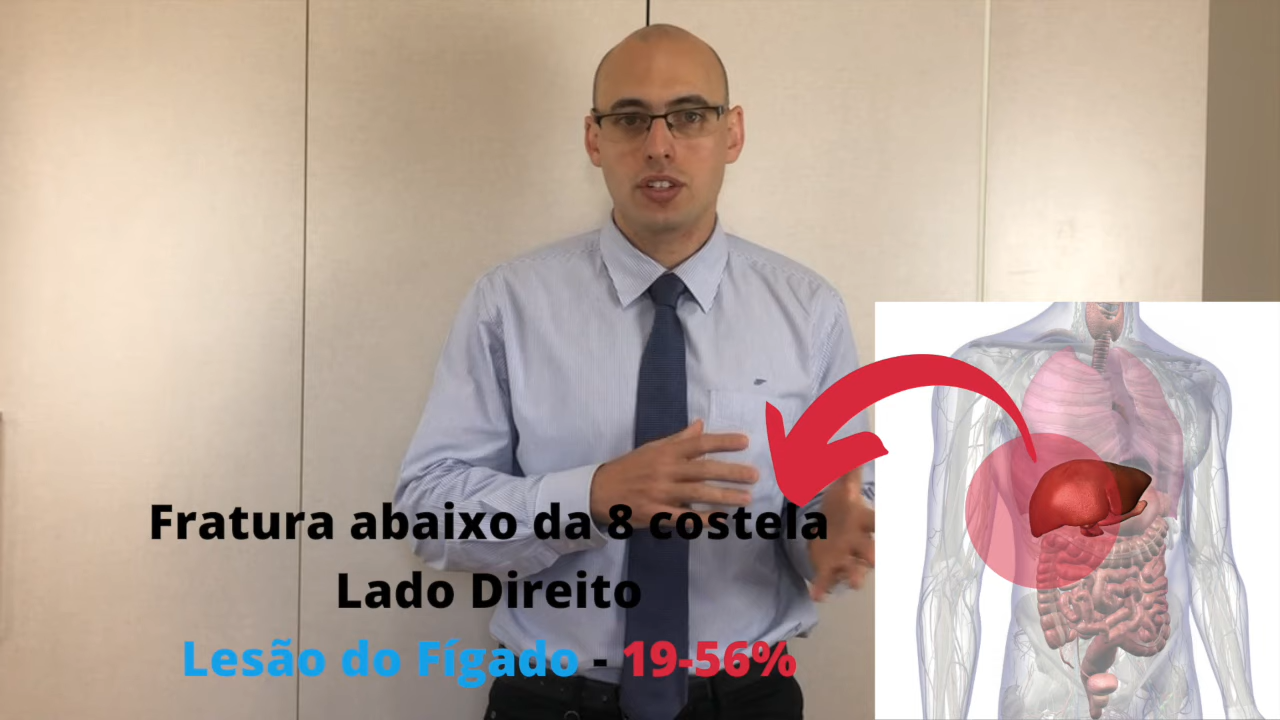 Fratura abaixo da 8 costela
Lado Direito
Lesão do Fígado - 19-56%